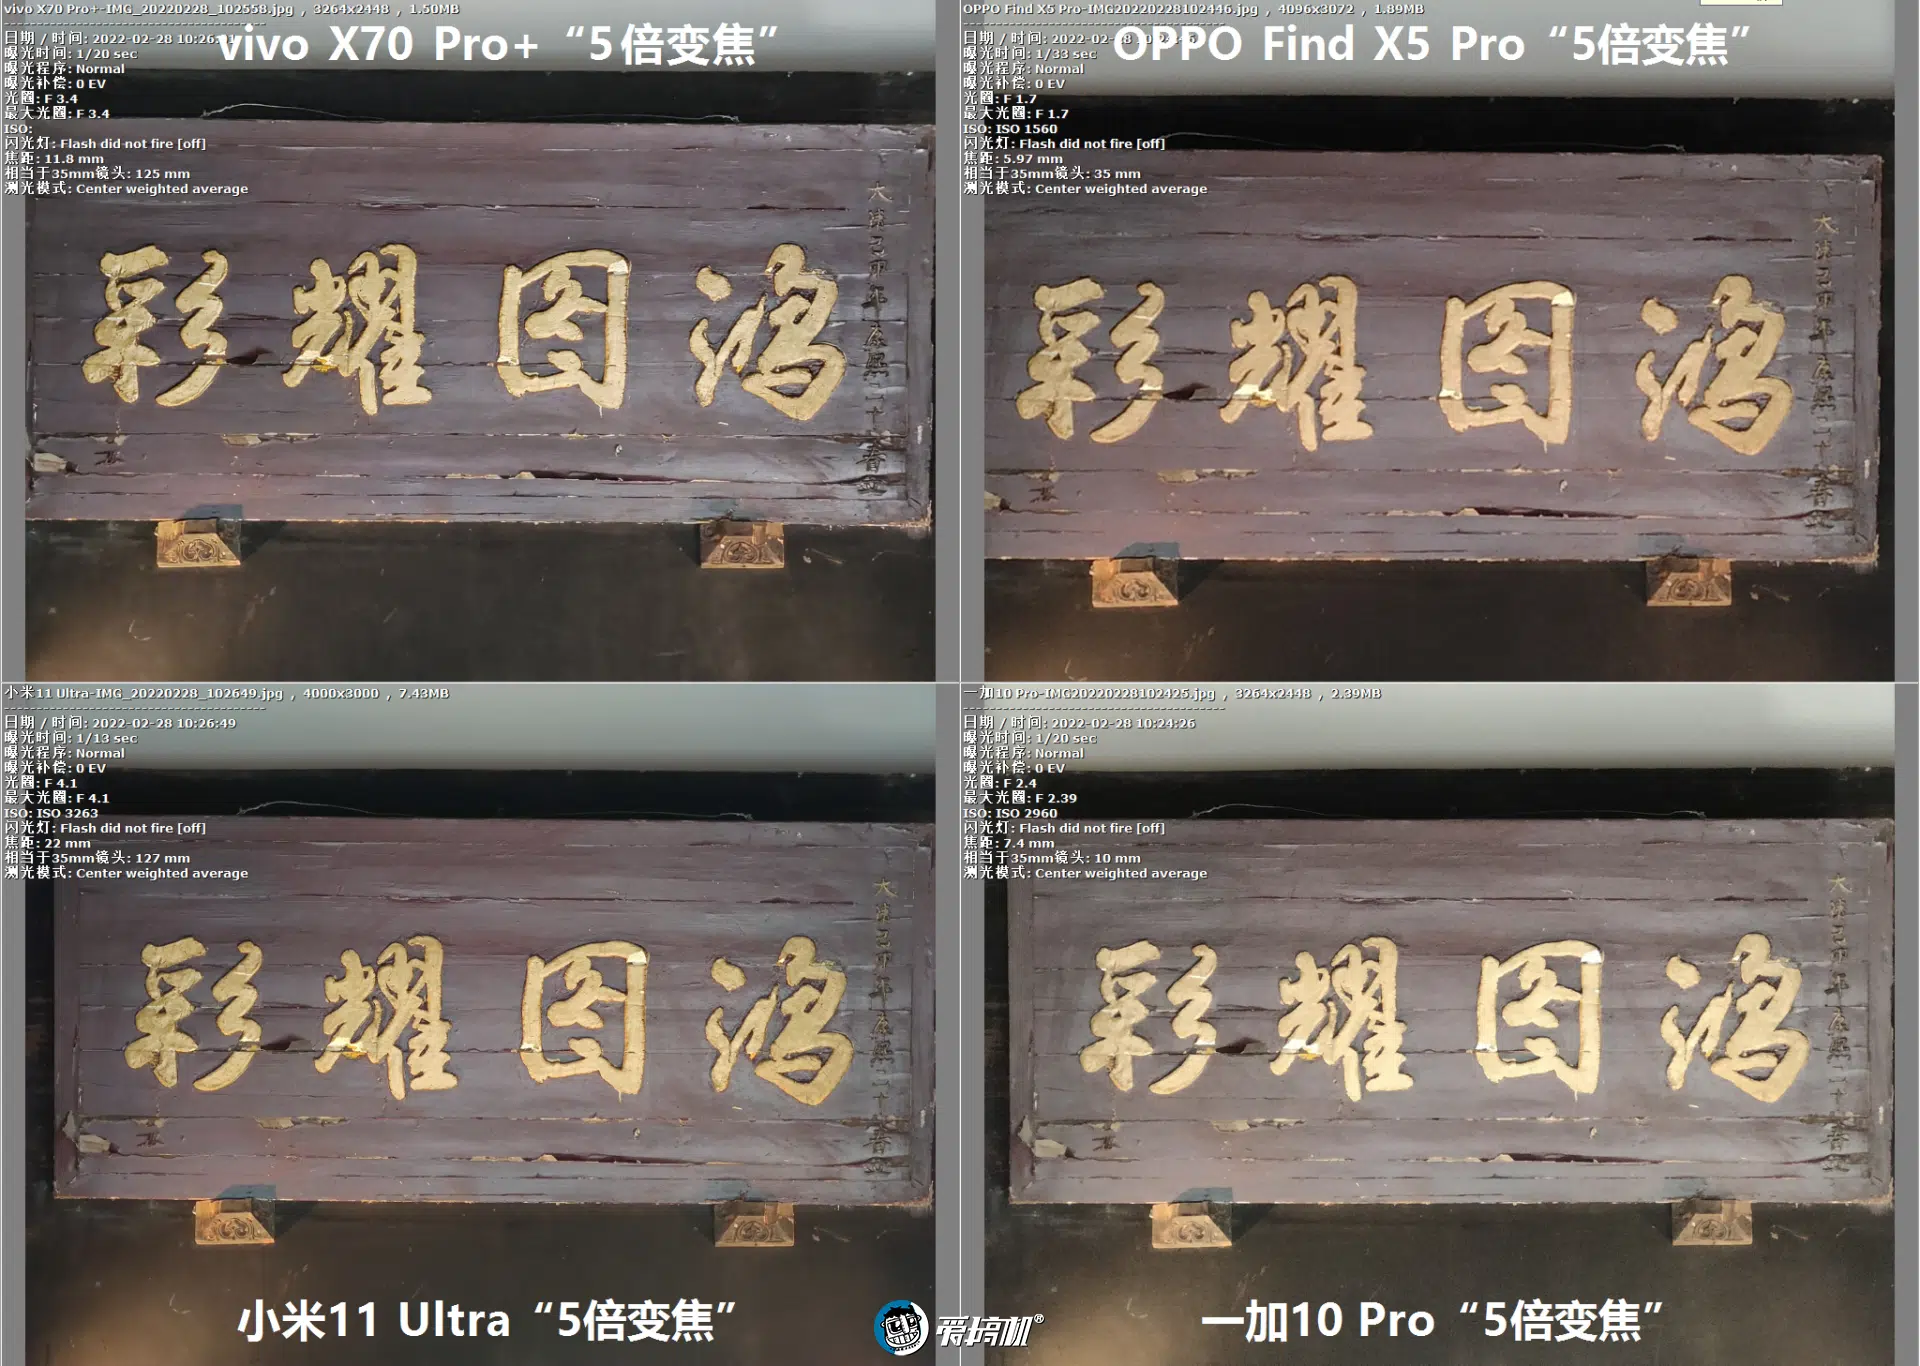 vivo X70 Pro+-IMG_20220228_102558.jpg , 3264x2448 , 1.50MB
日期 / 时间: 2022-02-28 10:26:
曝光时间: 1/20 sec
曝光程序: Normal
曝光补偿: 0 EV
光圈: F 3.4
最大光圈: F 3.4
ISO:
闪光灯: Flash did not fire [off]
焦距: 11.8 mm
相当于35mm镜头: 125 mm
测光模式: Center weighted average
vivo X70 Pro+ “5倍变焦”
彩耀图鸿
OPPO Find X5 Pro-IMG20220228102446.jpg , 4096x3072 , 1.89MB
日期 / 时间: 2022-02-28
曝光时间: 1/33 sec
曝光程序: Normal
曝光补偿: 0 EV
光圈: F 1.7
最大光圈: F 1.7
ISO: ISO 1560
闪光灯: Flash did not fire [off]
焦距: 5.97 mm
相当于35mm镜头: 35 mm
测光模式: Center weighted average
OPPO Find X5 Pro “5倍变焦”
彩耀图鸿
小米11 Ultra-IMG_20220228_102649.jpg , 4000x3000 , 7.43MB
日期 / 时间: 2022-02-28 10:26:49
曝光时间: 1/13 sec
曝光程序: Normal
曝光补偿: 0 EV
光圈: F 4.1
最大光圈: F 4.1
ISO: ISO 3263
闪光灯: Flash did not fire [off]
焦距: 22 mm
相当于35mm镜头: 127 mm
测光模式: Center weighted average
彩耀图鸿
小米11 Ultra “5倍变焦”
一加10 Pro-IMG20220228102425.jpg , 3264x2448 , 2.39MB
日期 / 时间: 2022-02-28 10:24:26
曝光时间: 1/20 sec
曝光程序: Normal
曝光补偿: 0 EV
光圈: F 2.4
最大光圈: F 2.39
ISO: ISO 2960
闪光灯: Flash did not fire [off]
焦距: 7.4 mm
相当于35mm镜头: 10 mm
测光模式: Center weighted average
彩耀图鸿
一加10 Pro “5倍变焦”
爱搞机®